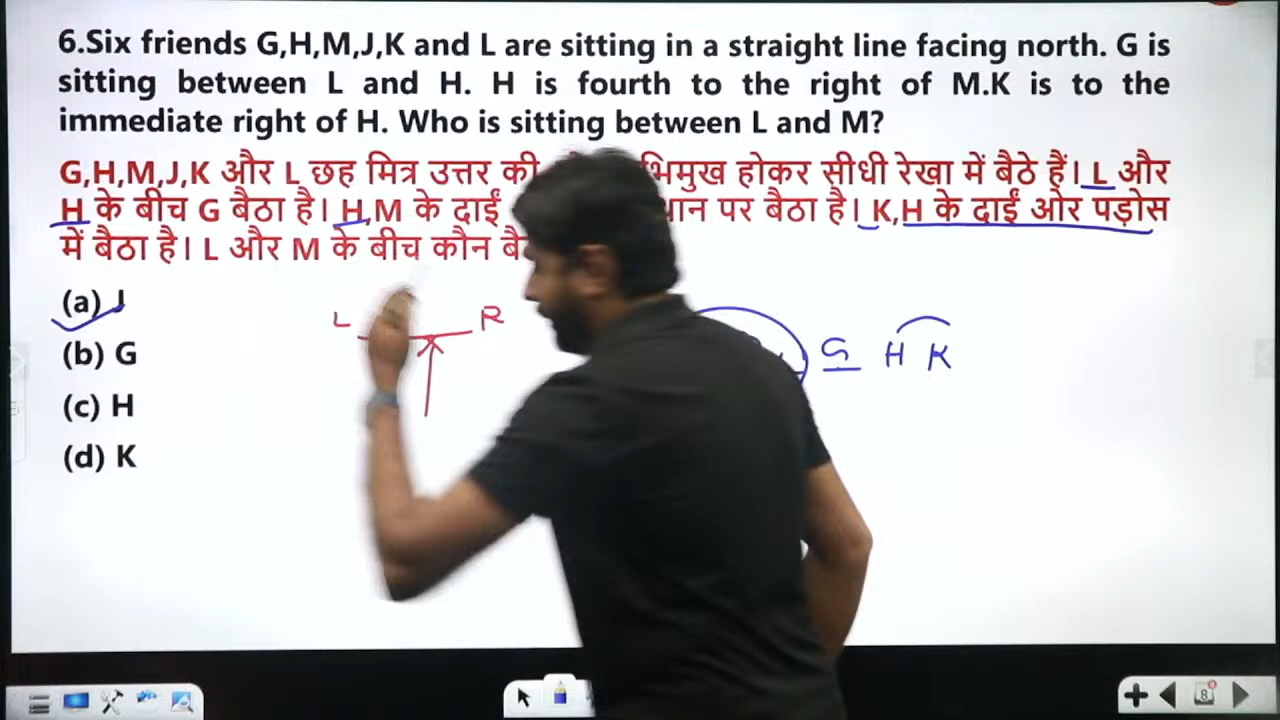 6.Six friends G,H,M,J,K and L are sitting in a straight line facing north. G is
sitting between L and H. H is fourth to the right of M.K is to the
immediate right of H. Who is sitting between L and M?
G,H,M,J,K और L छह मित्र उत्तर की होकर सीधी रेखा में बैठे हैं। L और
H के बीच G बैठा है। H,M के दाईं पर बैठा है। K,H के दाईं ओर पड़ोस
में बैठा है। L और M के बीच कौन
(a) J
L R
G H K
(b) G
(c) H
(d) K
8